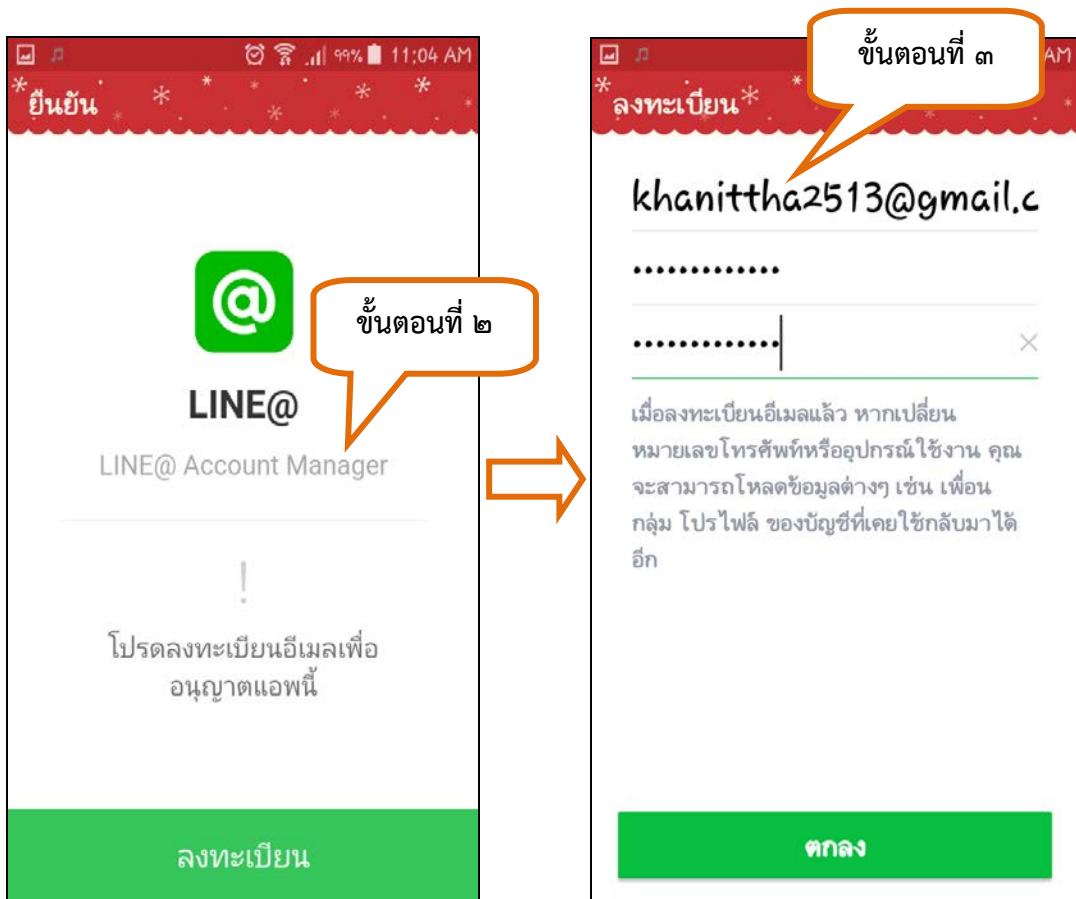 99% 11:04 AM
ยืนยัน
@
ขั้นตอนที่ ๒
LINE@
LINE@ Account Manager
!
โปรดลงทะเบียนอีเมลเพื่อ
อนุญาตแอพนี้
ลงทะเบียน
ขั้นตอนที่ ๓
AM
ลงทะเบียน
khanittha2513@gmail.c
•••••••••••••
•••••••••••••
เมื่อลงทะเบียนอีเมลแล้ว หากเปลี่ยน
หมายเลขโทรศัพท์หรืออุปกรณ์ใช้งาน คุณ
จะสามารถโหลดข้อมูลต่างๆ เช่น เพื่อน
กลุ่ม โปรไฟล์ ของบัญชีที่เคยใช้กลับมาได้
อีก
ตกลง